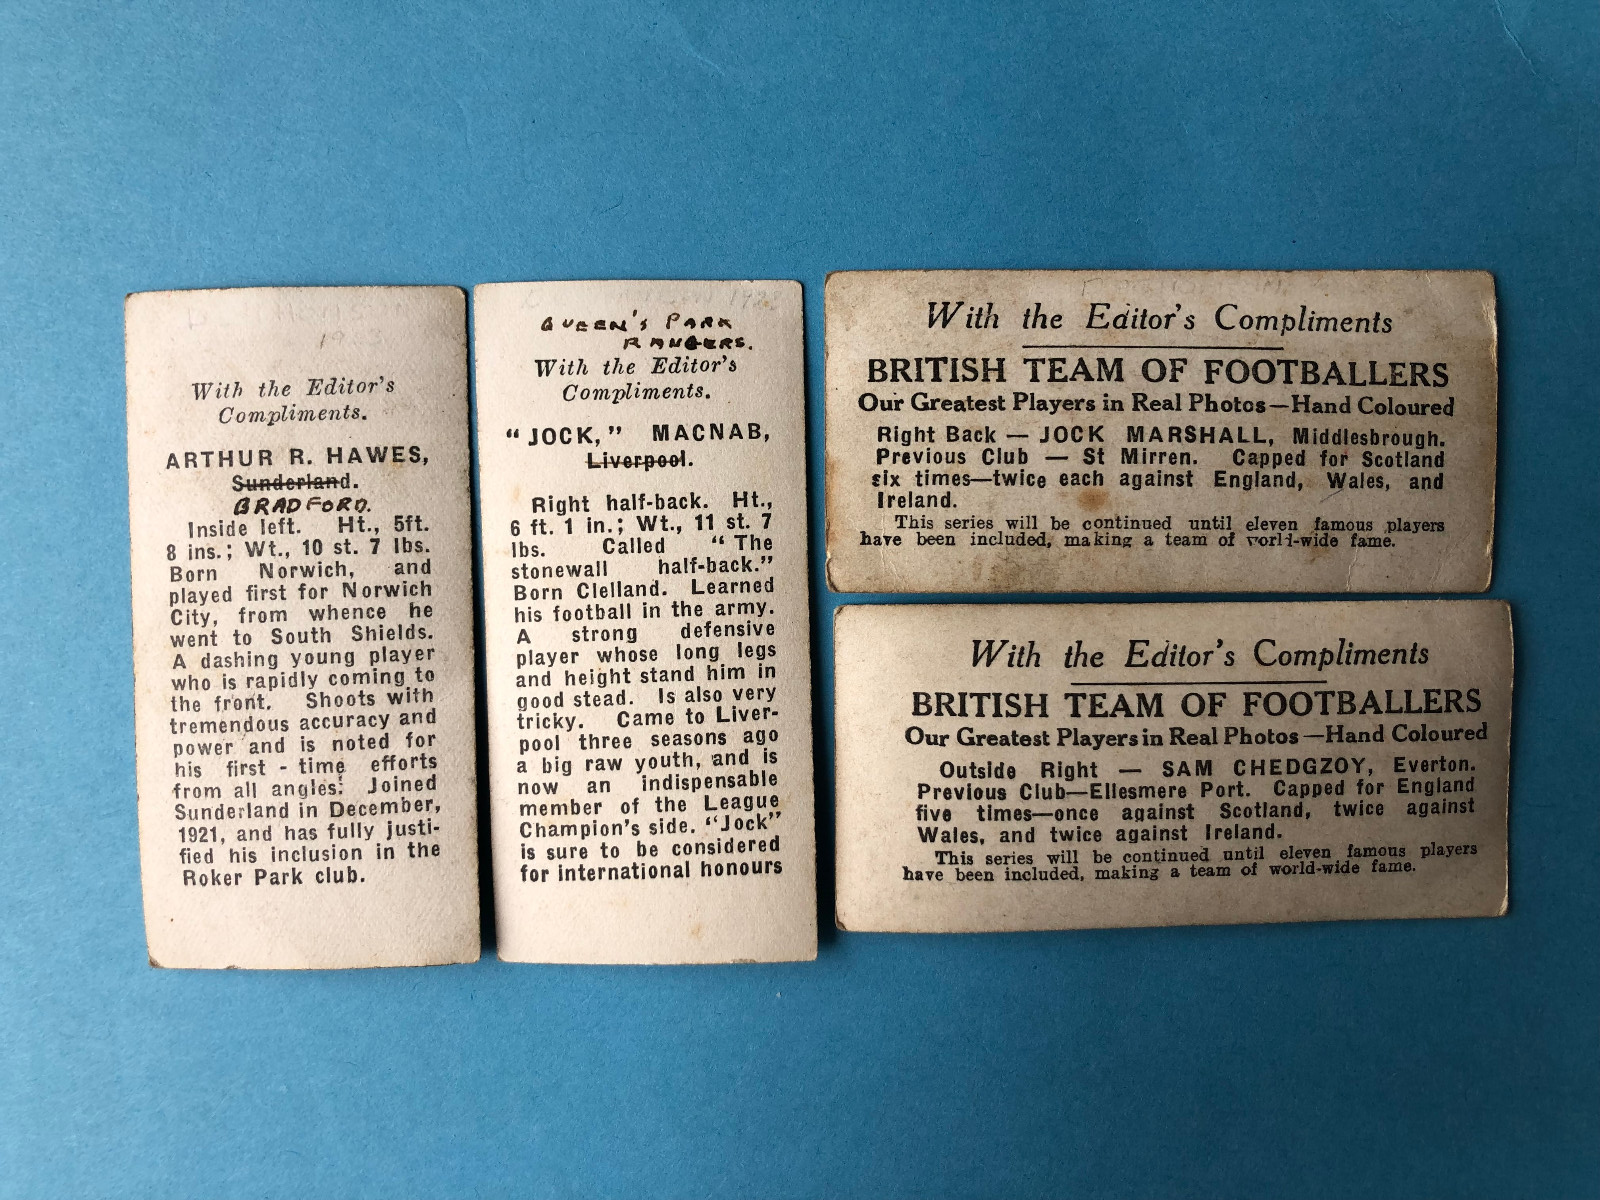 With the Editor's
Compliments.
ARTHUR R. HAWES,
Sunderland.
BRADFORD.
Inside left. Ht., 5ft.
8 ins.; Wt., 10 st. 7 lbs.
Born Norwich, and
played first for Norwich
City, from whence he
went to South Shields.
A dashing young player
who is rapidly coming to
the front. Shoots with
tremendous accuracy and
power and is noted for
his first - time efforts
from all angles. Joined
Sunderland in December,
1921, and has fully justi-
fied his inclusion in the
Roker Park club.
QUEEN'S PARK
RANGERS.
With the Editor's
Compliments.
"JOCK," MACNAB,
Liverpool.
Right half-back. Ht.,
6 ft. 1 in.; Wt., 11 st. 7
lbs. Called "The
stonewall half-back."
Born Clelland. Learned
his football in the army.
A strong defensive
player whose long legs
and height stand him in
good stead. Is also very
tricky. Came to Liver-
pool three seasons ago
a big raw youth, and is
now an indispensable
member of the League
Champion's side. "Jock"
is sure to be considered
for international honours
With the Editor's Compliments
BRITISH TEAM OF FOOTBALLERS
Our Greatest Players in Real Photos—Hand Coloured
Right Back — JOCK MARSHALL, Middlesbrough.
Previous Club — St Mirren. Capped for Scotland
six times—twice each against England, Wales, and
Ireland.
This series will be continued until eleven famous players
have been included, making a team of world-wide fame.
With the Editor's Compliments
BRITISH TEAM OF FOOTBALLERS
Our Greatest Players in Real Photos—Hand Coloured
Outside Right — SAM CHEDGZOY, Everton.
Previous Club—Ellesmere Port. Capped for England
five times—once against Scotland, twice against
Wales, and twice against Ireland.
This series will be continued until eleven famous players
have been included, making a team of world-wide fame.